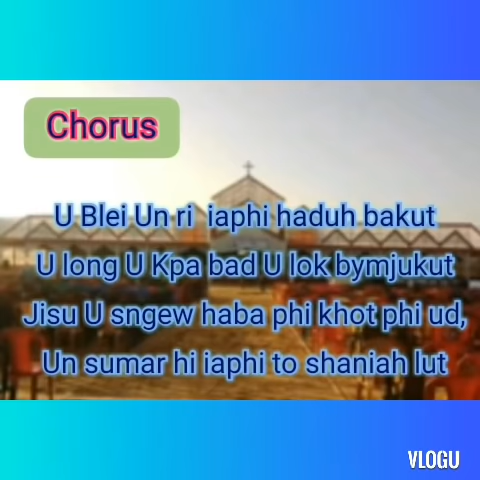 Chorus
U Blei Un ri iaphi haduh bakut
U long U Kpa bad U lok bymjukut
Jisu U sngew haba phi khot phi ud,
Un sumar hi iaphi to shaniah lut
VLOGU